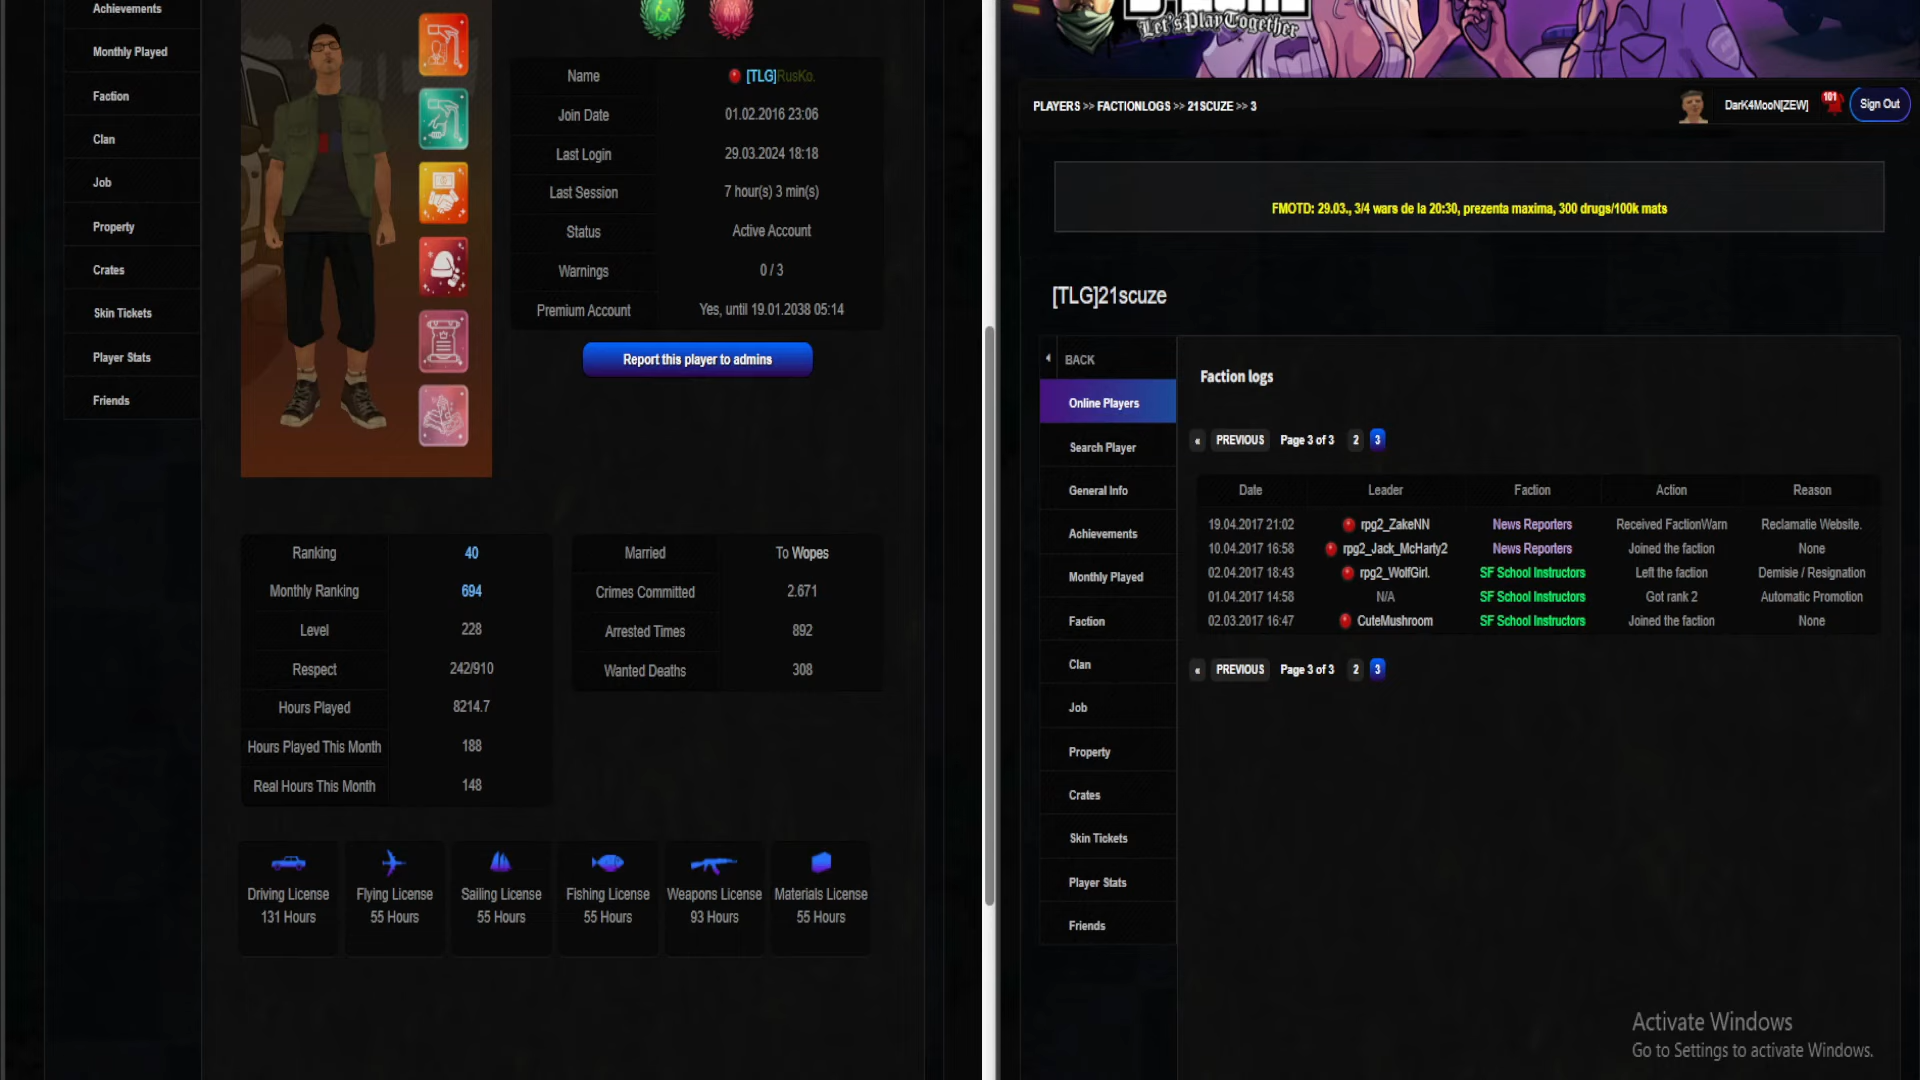 Achievements
Monthly Played
Faction
Clan
Job
Property
Crates
Skin Tickets
Player Stats
Friends
Name [TLG]RusKo.
Join Date 01.02.2016 23:06
Last Login 29.03.2024 18:18
Last Session 7 hour(s) 3 min(s)
Status Active Account
Warnings 0 / 3
Premium Account Yes, until 19.01.2038 05:14
Report this player to admins
Ranking 40
Monthly Ranking 694
Level 228
Respect 242/910
Hours Played 8214.7
Hours Played This Month 188
Real Hours This Month 148
Married To Wopes
Crimes Committed 2.671
Arrested Times 892
Wanted Deaths 308
Driving License
131 Hours
Flying License
55 Hours
Sailing License
55 Hours
Fishing License
55 Hours
Weapons License
93 Hours
Materials License
55 Hours
Let's Play Together
PLAYERS >> FACTIONLOGS >> 21SCUZE >> 3
DarK4MooN[ZEW] 101 Sign Out
FMOTD: 29.03., 3/4 wars de la 20:30, prezenta maxima, 300 drugs/100k mats
[TLG]21scuze
BACK
Online Players
Search Player
General Info
Achievements
Monthly Played
Faction
Clan
Job
Property
Crates
Skin Tickets
Player Stats
Friends
Faction logs
« PREVIOUS Page 3 of 3 2 3
Date Leader Faction Action Reason
19.04.2017 21:02 rpg2_ZakeNN News Reporters Received FactionWarn Reclamatie Website.
10.04.2017 16:58 rpg2_Jack_McHarty2 News Reporters Joined the faction None
02.04.2017 18:43 rpg2_WolfGirl. SF School Instructors Left the faction Demisie / Resignation
01.04.2017 14:58 N/A SF School Instructors Got rank 2 Automatic Promotion
02.03.2017 16:47 CuteMushroom SF School Instructors Joined the faction None
« PREVIOUS Page 3 of 3 2 3
Activate Windows
Go to Settings to activate Windows.